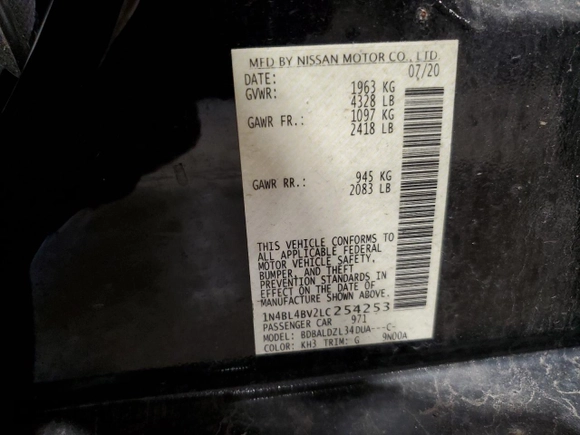 MFD BY NISSAN MOTOR CO., LTD.
DATE: 07/20
GVWR: 1963 KG
4328 LB
GAWR FR.: 1097 KG
2418 LB
GAWR RR.: 945 KG
2083 LB
THIS VEHICLE CONFORMS TO
ALL APPLICABLE FEDERAL
MOTOR VEHICLE SAFETY,
BUMPER, AND THEFT
PREVENTION STANDARDS IN
EFFECT ON THE DATE OF
MANUFACTURE SHOWN ABOVE.
1N4BL4BV2LC254253
PASSENGER CAR 971
MODEL: BDBALDZL34DUA---C-
COLOR: KH3 TRIM: G 9N00A